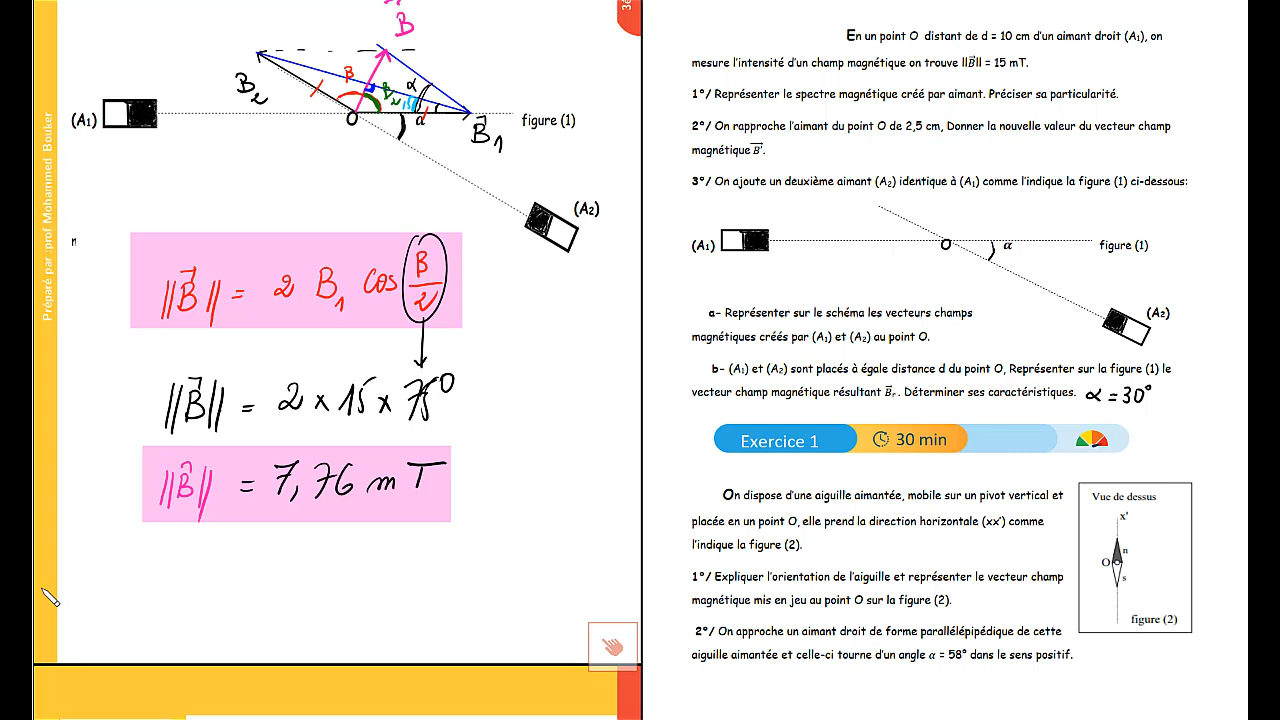 Préparé par :prof Mohammed Bouker
B
B₂
B
α
O
α
B⃗₁
(A₁)
figure (1)
(A₂)
||B⃗|| = 2 B₁ cos B/2
||B⃗|| = 2 × 15 × 75°
||B⃗|| = 7,76 mT
En un point O distant de d = 10 cm d'un aimant droit (A₁), on
mesure l'intensité d'un champ magnétique on trouve ||B⃗|| = 15 mT.
1°/ Représenter le spectre magnétique créé par aimant. Préciser sa particularité.
2°/ On rapproche l'aimant du point O de 2,5 cm, Donner la nouvelle valeur du vecteur champ
magnétique B⃗'.
3°/ On ajoute un deuxième aimant (A₂) identique à (A₁) comme l'indique la figure (1) ci-dessous:
(A₁)
O
α
figure (1)
(A₂)
a- Représenter sur le schéma les vecteurs champs
magnétiques créés par (A₁) et (A₂) au point O.
b- (A₁) et (A₂) sont placés à égale distance d du point O, Représenter sur la figure (1) le
vecteur champ magnétique résultant B⃗ᵣ. Déterminer ses caractéristiques. α = 30°
Exercice 1
30 min
On dispose d'une aiguille aimantée, mobile sur un pivot vertical et
placée en un point O, elle prend la direction horizontale (xx') comme
l'indique la figure (2).
1°/ Expliquer l'orientation de l'aiguille et représenter le vecteur champ
magnétique mis en jeu au point O sur la figure (2).
2°/ On approche un aimant droit de forme parallélépipédique de cette
aiguille aimantée et celle-ci tourne d'un angle α = 58° dans le sens positif.
Vue de dessus
x'
n
O
s
figure (2)